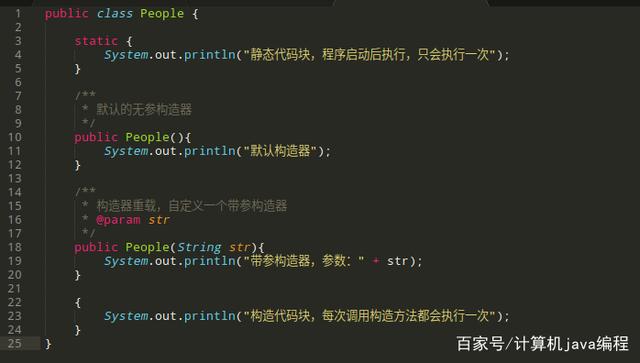 1 public class People {
2
3 static {
4 System.out.println("静态代码块，程序启动后执行，只会执行一次");
5 }
6
7 /**
8 * 默认的无参构造器
9 */
10 public People(){
11 System.out.println("默认构造器");
12 }
13
14 /**
15 * 构造器重载，自定义一个带参构造器
16 * @param str
17 */
18 public People(String str){
19 System.out.println("带参构造器，参数：" + str);
20 }
21
22 {
23 System.out.println("构造代码块，每次调用构造方法都会执行一次");
24 }
25 }
百家号/计算机java编程